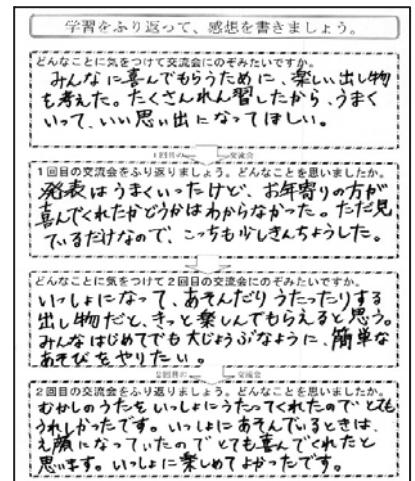 学習をふり返って、感想を書きましょう。
どんなことに気をつけて交流会にのぞみたいですか。
みんなに喜んでもらうために、楽しい出し物
を考えた。たくさんれん習したから、うまく
いって、いい思い出になってほしい。
1回目の 交流会
1回目の交流会をふり返りましょう。どんなことを思いましたか。
発表はうまくいったけど、お年寄りの方が
喜んでくれたかどうかはわからなかった。ただ見
ているだけなので、こっちも少しきんちょうした。
どんなことに気をつけて2回目の交流会にのぞみたいですか。
いっしょになって、あそんだりうたったりする
出し物だと、きっと楽しんでもらえると思う。
みんなはじめてでも大じょうぶなように、簡単な
あそびをやりたい。
2回目の 交流会
2回目の交流会をふり返りましょう。どんなことを思いましたか。
むかしのうたをいっしょにうたってくれたのでとても
うれしかったです。いっしょにあそんでいるときは、
え顔になっていたのでとても喜んでくれたと
思います。いっしょに楽しめてよかったです。